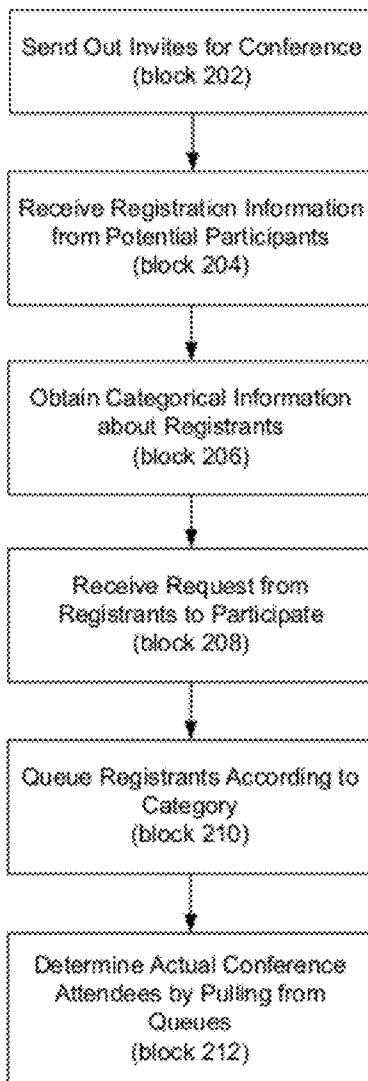 Send Out Invites for Conference
(block 202)
Receive Registration Information
from Potential Participants
(block 204)
Obtain Categorical Information
about Registrants
(block 206)
Receive Request from
Registrants to Participate
(block 208)
Queue Registrants According to
Category
(block 210)
Determine Actual Conference
Attendees by Pulling from
Queues
(block 212)